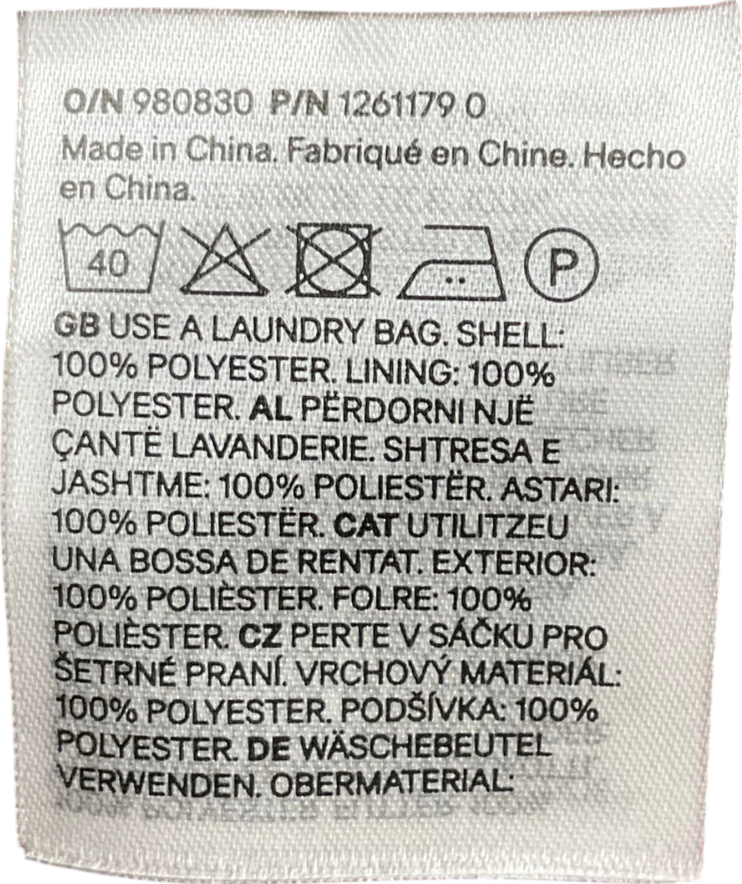 O/N 980830 P/N 1261179 0
Made in China. Fabriqué en Chine. Hecho
en China.
40 P
GB USE A LAUNDRY BAG. SHELL:
100% POLYESTER. LINING: 100%
POLYESTER. AL PËRDORNI NJË
ÇANTË LAVANDERIE. SHTRESA E
JASHTME: 100% POLIESTËR. ASTARI:
100% POLIESTËR. CAT UTILITZEU
UNA BOSSA DE RENTAT. EXTERIOR:
100% POLIÈSTER. FOLRE: 100%
POLIÈSTER. CZ PERTE V SÁČKU PRO
ŠETRNÉ PRANÍ. VRCHOVÝ MATERIÁL:
100% POLYESTER. PODŠÍVKA: 100%
POLYESTER. DE WÄSCHEBEUTEL
VERWENDEN. OBERMATERIAL: